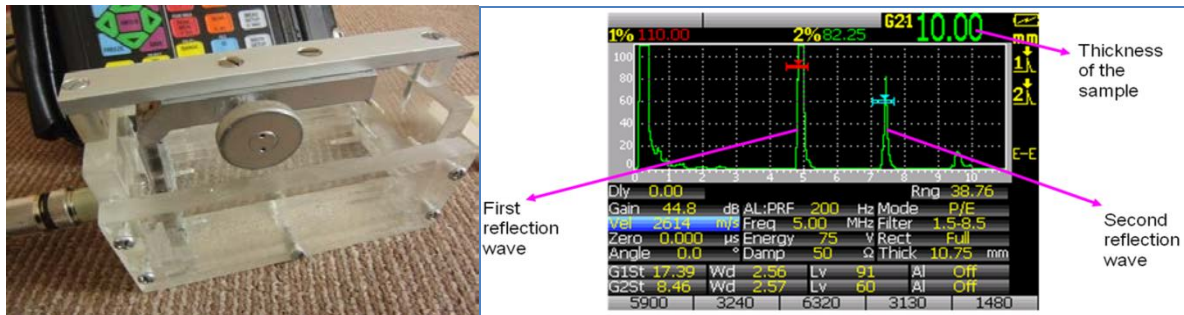 G21 10.00
1% 110.00 2% 82.25 mm
100
80
60
40
20
0
0 1 2 3 4 5 6 7 8 9 10
1
2
E-E
Dly 0.00 Rng 38.76
Gain 44.8 dB AL:PRF 200 Hz Mode P/E
Vel 2614 m/s Freq 5.00 MHz Filter 1.5-8.5
Zero 0.000 µs Energy 75 V Rect Full
Angle 0.0 ° Damp 50 Ω Thick 10.75 mm
G1St 17.39 Wd 2.56 Lv 91 Al Off
G2St 8.46 Wd 2.57 Lv 60 Al Off
5900 3240 6320 3130 1480
Thickness
of the
sample
First
reflection
wave
Second
reflection
wave